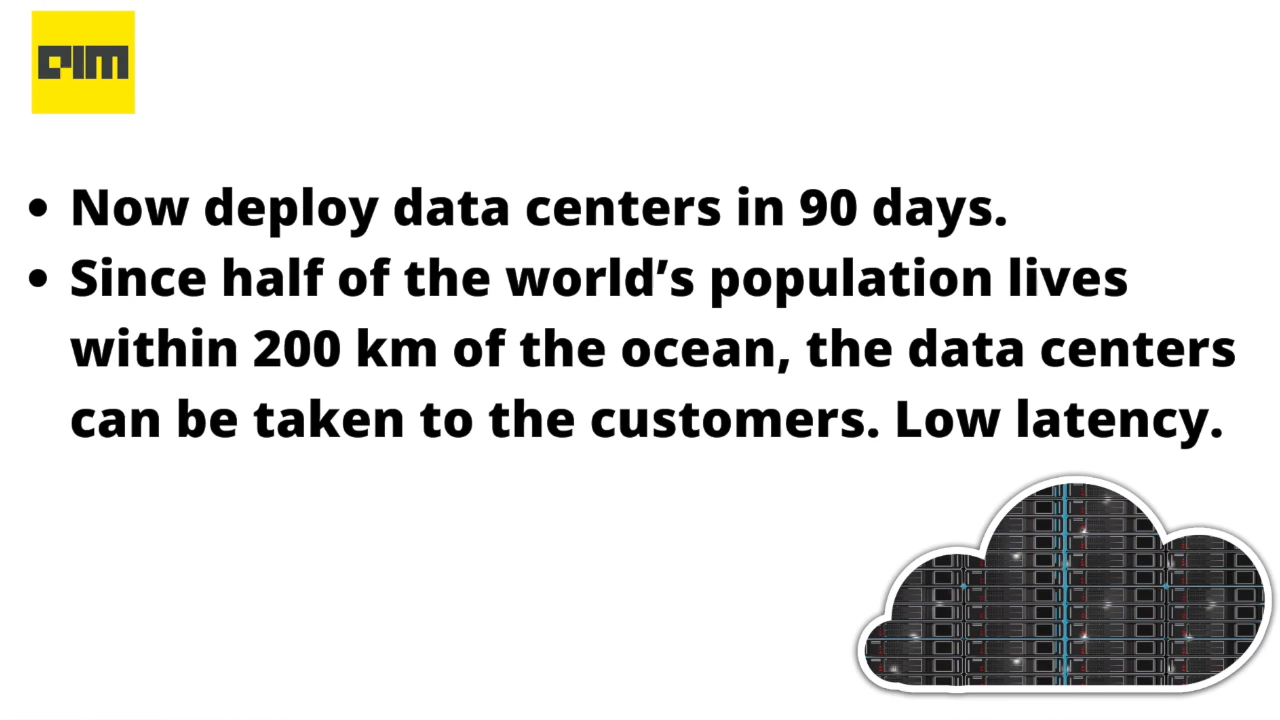 AIM
• Now deploy data centers in 90 days.
• Since half of the world’s population lives
within 200 km of the ocean, the data centers
can be taken to the customers. Low latency.